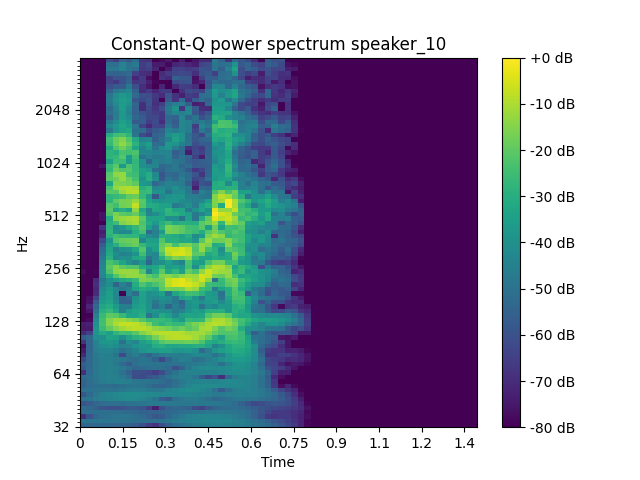 Constant-Q power spectrum speaker_10
Hz
2048
1024
512
256
128
64
32
0 0.15 0.3 0.45 0.6 0.75 0.9 1.1 1.2 1.4
Time
+0 dB
-10 dB
-20 dB
-30 dB
-40 dB
-50 dB
-60 dB
-70 dB
-80 dB